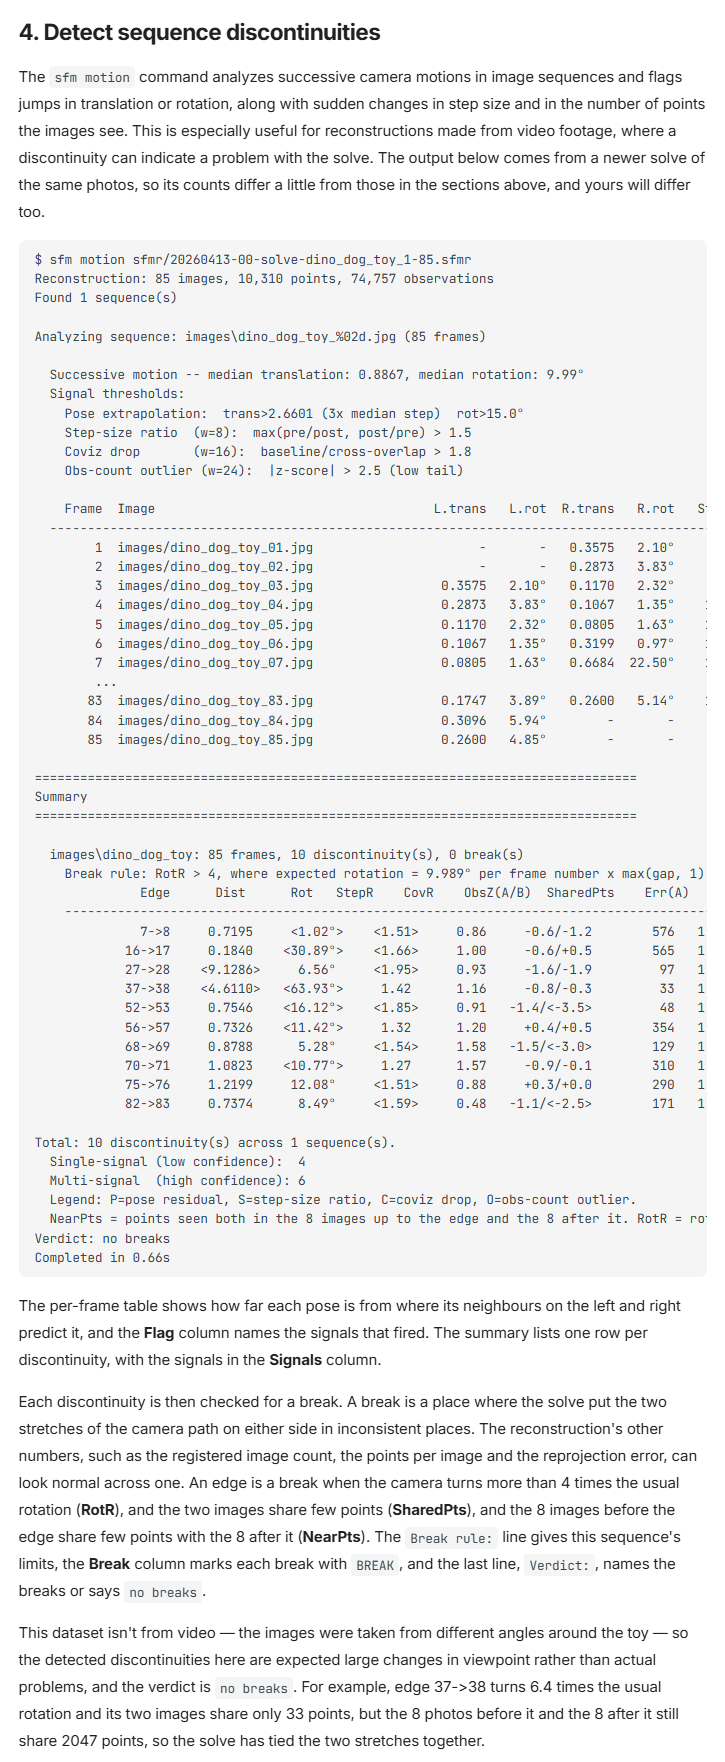 4. Detect sequence discontinuities
The sfm motion command analyzes successive camera motions in image sequences and flags
jumps in translation or rotation, along with sudden changes in step size and in the number of points
the images see. This is especially useful for reconstructions made from video footage, where a
discontinuity can indicate a problem with the solve. The output below comes from a newer solve of
the same photos, so its counts differ a little from those in the sections above, and yours will differ
too.
$ sfm motion sfmr/20260413-00-solve-dino_dog_toy_1-85.sfmr
Reconstruction: 85 images, 10,310 points, 74,757 observations
Found 1 sequence(s)
Analyzing sequence: images\dino_dog_toy_%02d.jpg (85 frames)
Successive motion -- median translation: 0.8867, median rotation: 9.99°
Signal thresholds:
Pose extrapolation: trans>2.6601 (3x median step) rot>15.0°
Step-size ratio (w=8): max(pre/post, post/pre) > 1.5
Coviz drop (w=16): baseline/cross-overlap > 1.8
Obs-count outlier (w=24): |z-score| > 2.5 (low tail)
Frame Image L.trans L.rot R.trans R.rot
--------------------------------------------------------------------------------------
1 images/dino_dog_toy_01.jpg - - 0.3575 2.10°
2 images/dino_dog_toy_02.jpg - - 0.2873 3.83°
3 images/dino_dog_toy_03.jpg 0.3575 2.10° 0.1170 2.32°
4 images/dino_dog_toy_04.jpg 0.2873 3.83° 0.1067 1.35°
5 images/dino_dog_toy_05.jpg 0.1170 2.32° 0.0805 1.63°
6 images/dino_dog_toy_06.jpg 0.1067 1.35° 0.3199 0.97°
7 images/dino_dog_toy_07.jpg 0.0805 1.63° 0.6684 22.50°
...
83 images/dino_dog_toy_83.jpg 0.1747 3.89° 0.2600 5.14°
84 images/dino_dog_toy_84.jpg 0.3096 5.94° - -
85 images/dino_dog_toy_85.jpg 0.2600 4.85° - -
================================================================================
Summary
================================================================================
images\dino_dog_toy: 85 frames, 10 discontinuity(s), 0 break(s)
Break rule: RotR > 4, where expected rotation = 9.989° per frame number x max(gap, 1)
Edge Dist Rot StepR CovR ObsZ(A/B) SharedPts Err(A)
------------------------------------------------------------------------------------
7->8 0.7195 <1.02°> <1.51> 0.86 -0.6/-1.2 576 1
16->17 0.1840 <30.89°> <1.66> 1.00 -0.6/+0.5 565 1
27->28 <9.1286> 6.56° <1.95> 0.93 -1.6/-1.9 97 1
37->38 <4.6110> <63.93°> 1.42 1.16 -0.8/-0.3 33 1
52->53 0.7546 <16.12°> <1.85> 0.91 -1.4/<-3.5> 48 1
56->57 0.7326 <11.42°> 1.32 1.20 +0.4/+0.5 354 1
68->69 0.8788 5.28° <1.54> 1.58 -1.5/<-3.0> 129 1
70->71 1.0823 <10.77°> 1.27 1.57 -0.9/-0.1 310 1
75->76 1.2199 12.08° <1.51> 0.88 +0.3/+0.0 290 1
82->83 0.7374 8.49° <1.59> 0.48 -1.1/<-2.5> 171 1
Total: 10 discontinuity(s) across 1 sequence(s).
Single-signal (low confidence): 4
Multi-signal (high confidence): 6
Legend: P=pose residual, S=step-size ratio, C=coviz drop, O=obs-count outlier.
NearPts = points seen both in the 8 images up to the edge and the 8 after it. RotR =
Verdict: no breaks
Completed in 0.66s
The per-frame table shows how far each pose is from where its neighbours on the left and right
predict it, and the Flag column names the signals that fired. The summary lists one row per
discontinuity, with the signals in the Signals column.
Each discontinuity is then checked for a break. A break is a place where the solve put the two
stretches of the camera path on either side in inconsistent places. The reconstruction's other
numbers, such as the registered image count, the points per image and the reprojection error, can
look normal across one. An edge is a break when the camera turns more than 4 times the usual
rotation (RotR), and the two images share few points (SharedPts), and the 8 images before the
edge share few points with the 8 after it (NearPts). The Break rule: line gives this sequence's
limits, the Break column marks each break with BREAK, and the last line, Verdict:, names the
breaks or says no breaks.
This dataset isn't from video — the images were taken from different angles around the toy — so
the detected discontinuities here are expected large changes in viewpoint rather than actual
problems, and the verdict is no breaks. For example, edge 37->38 turns 6.4 times the usual
rotation and its two images share only 33 points, but the 8 photos before it and the 8 after it still
share 2047 points, so the solve has tied the two stretches together.